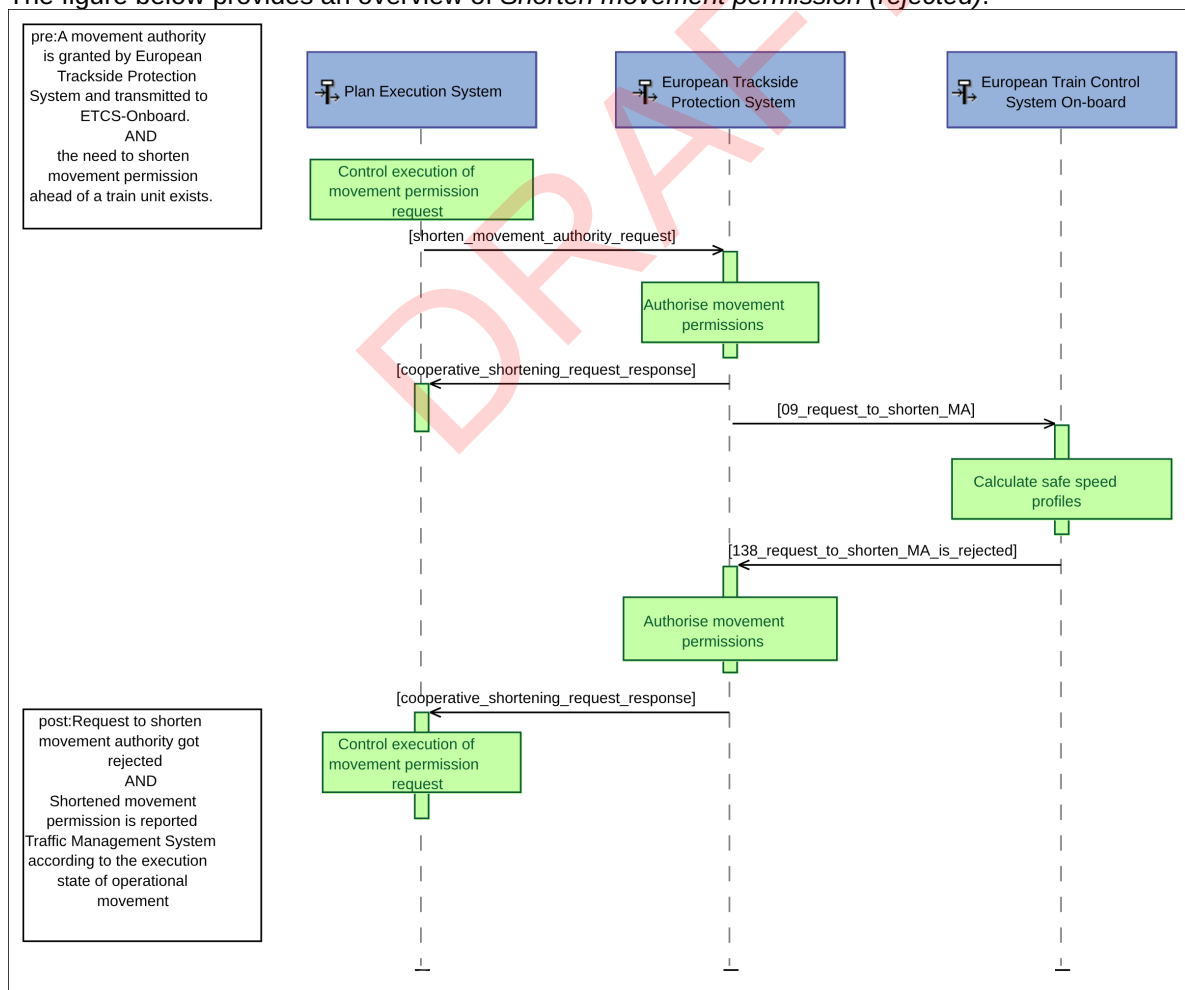 The figure below provides an overview of Shorten movement permission (rejected).
pre:A movement authority
is granted by European
Trackside Protection
System and transmitted to
ETCS-Onboard.
AND
the need to shorten
movement permission
ahead of a train unit exists.
Plan Execution System
European Trackside
Protection System
European Train Control
System On-board
Control execution of
movement permission
request
[shorten_movement_authority_request]
Authorise movement
permissions
[cooperative_shortening_request_response]
[09_request_to_shorten_MA]
Calculate safe speed
profiles
[138_request_to_shorten_MA_is_rejected]
Authorise movement
permissions
[cooperative_shortening_request_response]
Control execution of
movement permission
request
post:Request to shorten
movement authority got
rejected
AND
Shortened movement
permission is reported
Traffic Management System
according to the execution
state of operational
movement
DRAF